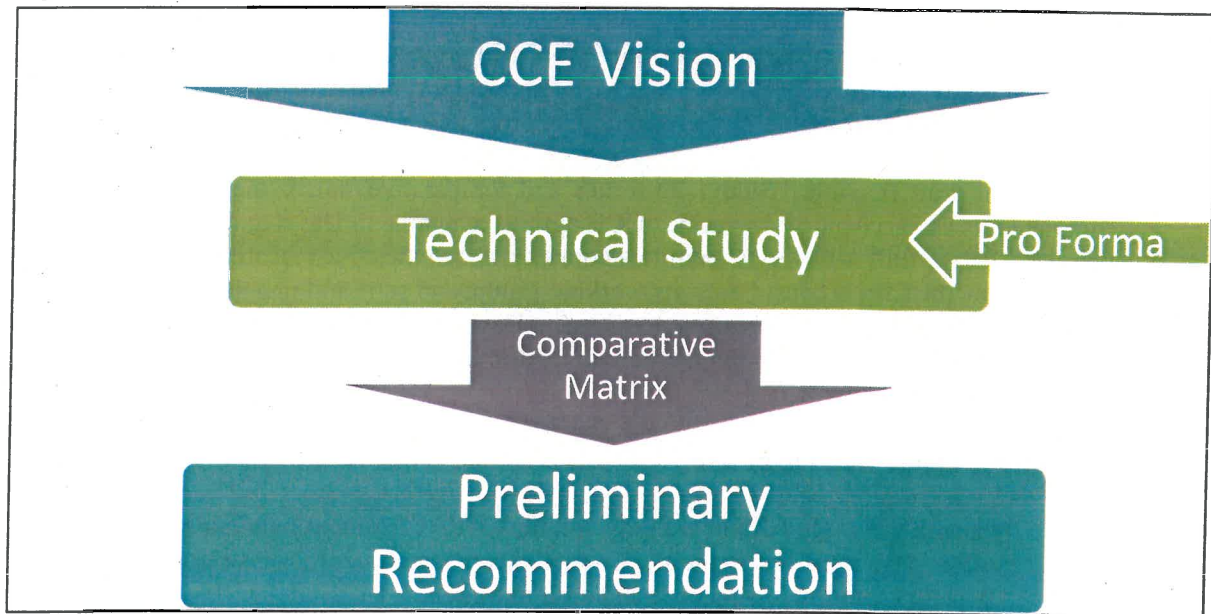 CCE Vision
Technical Study
Pro Forma
Comparative
Matrix
Preliminary
Recommendation